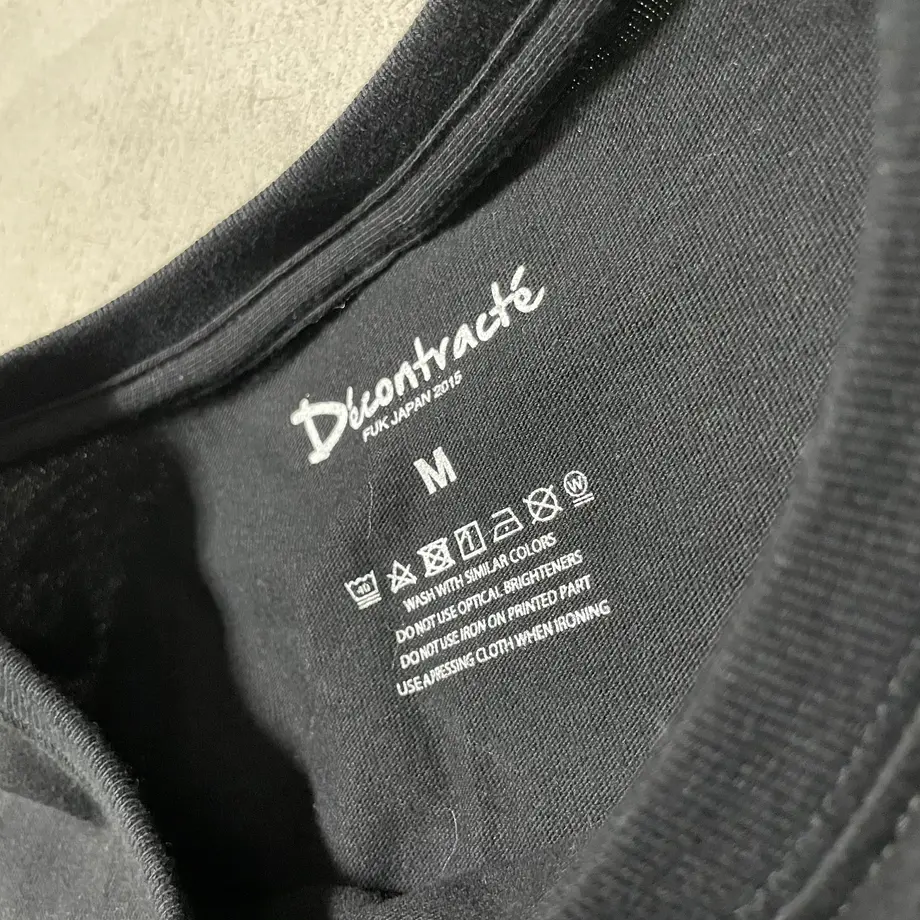 Décontracté
FUK JAPAN 2015
M
40 W
WASH WITH SIMILAR COLORS
DO NOT USE OPTICAL BRIGHTENERS
DO NOT USE IRON ON PRINTED PART
USE A PRESSING CLOTH WHEN IRONING